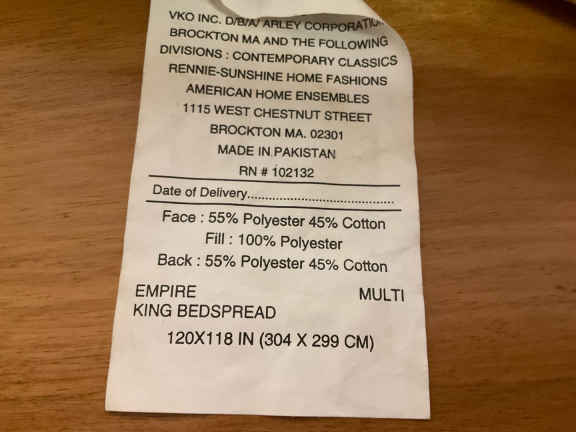 VKO INC. D/B/A/ ARLEY CORPORATION
BROCKTON MA AND THE FOLLOWING
DIVISIONS : CONTEMPORARY CLASSICS
RENNIE-SUNSHINE HOME FASHIONS
AMERICAN HOME ENSEMBLES
1115 WEST CHESTNUT STREET
BROCKTON MA. 02301
MADE IN PAKISTAN
RN # 102132
Date of Delivery........................................
Face : 55% Polyester 45% Cotton
Fill : 100% Polyester
Back : 55% Polyester 45% Cotton
EMPIRE MULTI
KING BEDSPREAD
120X118 IN (304 X 299 CM)